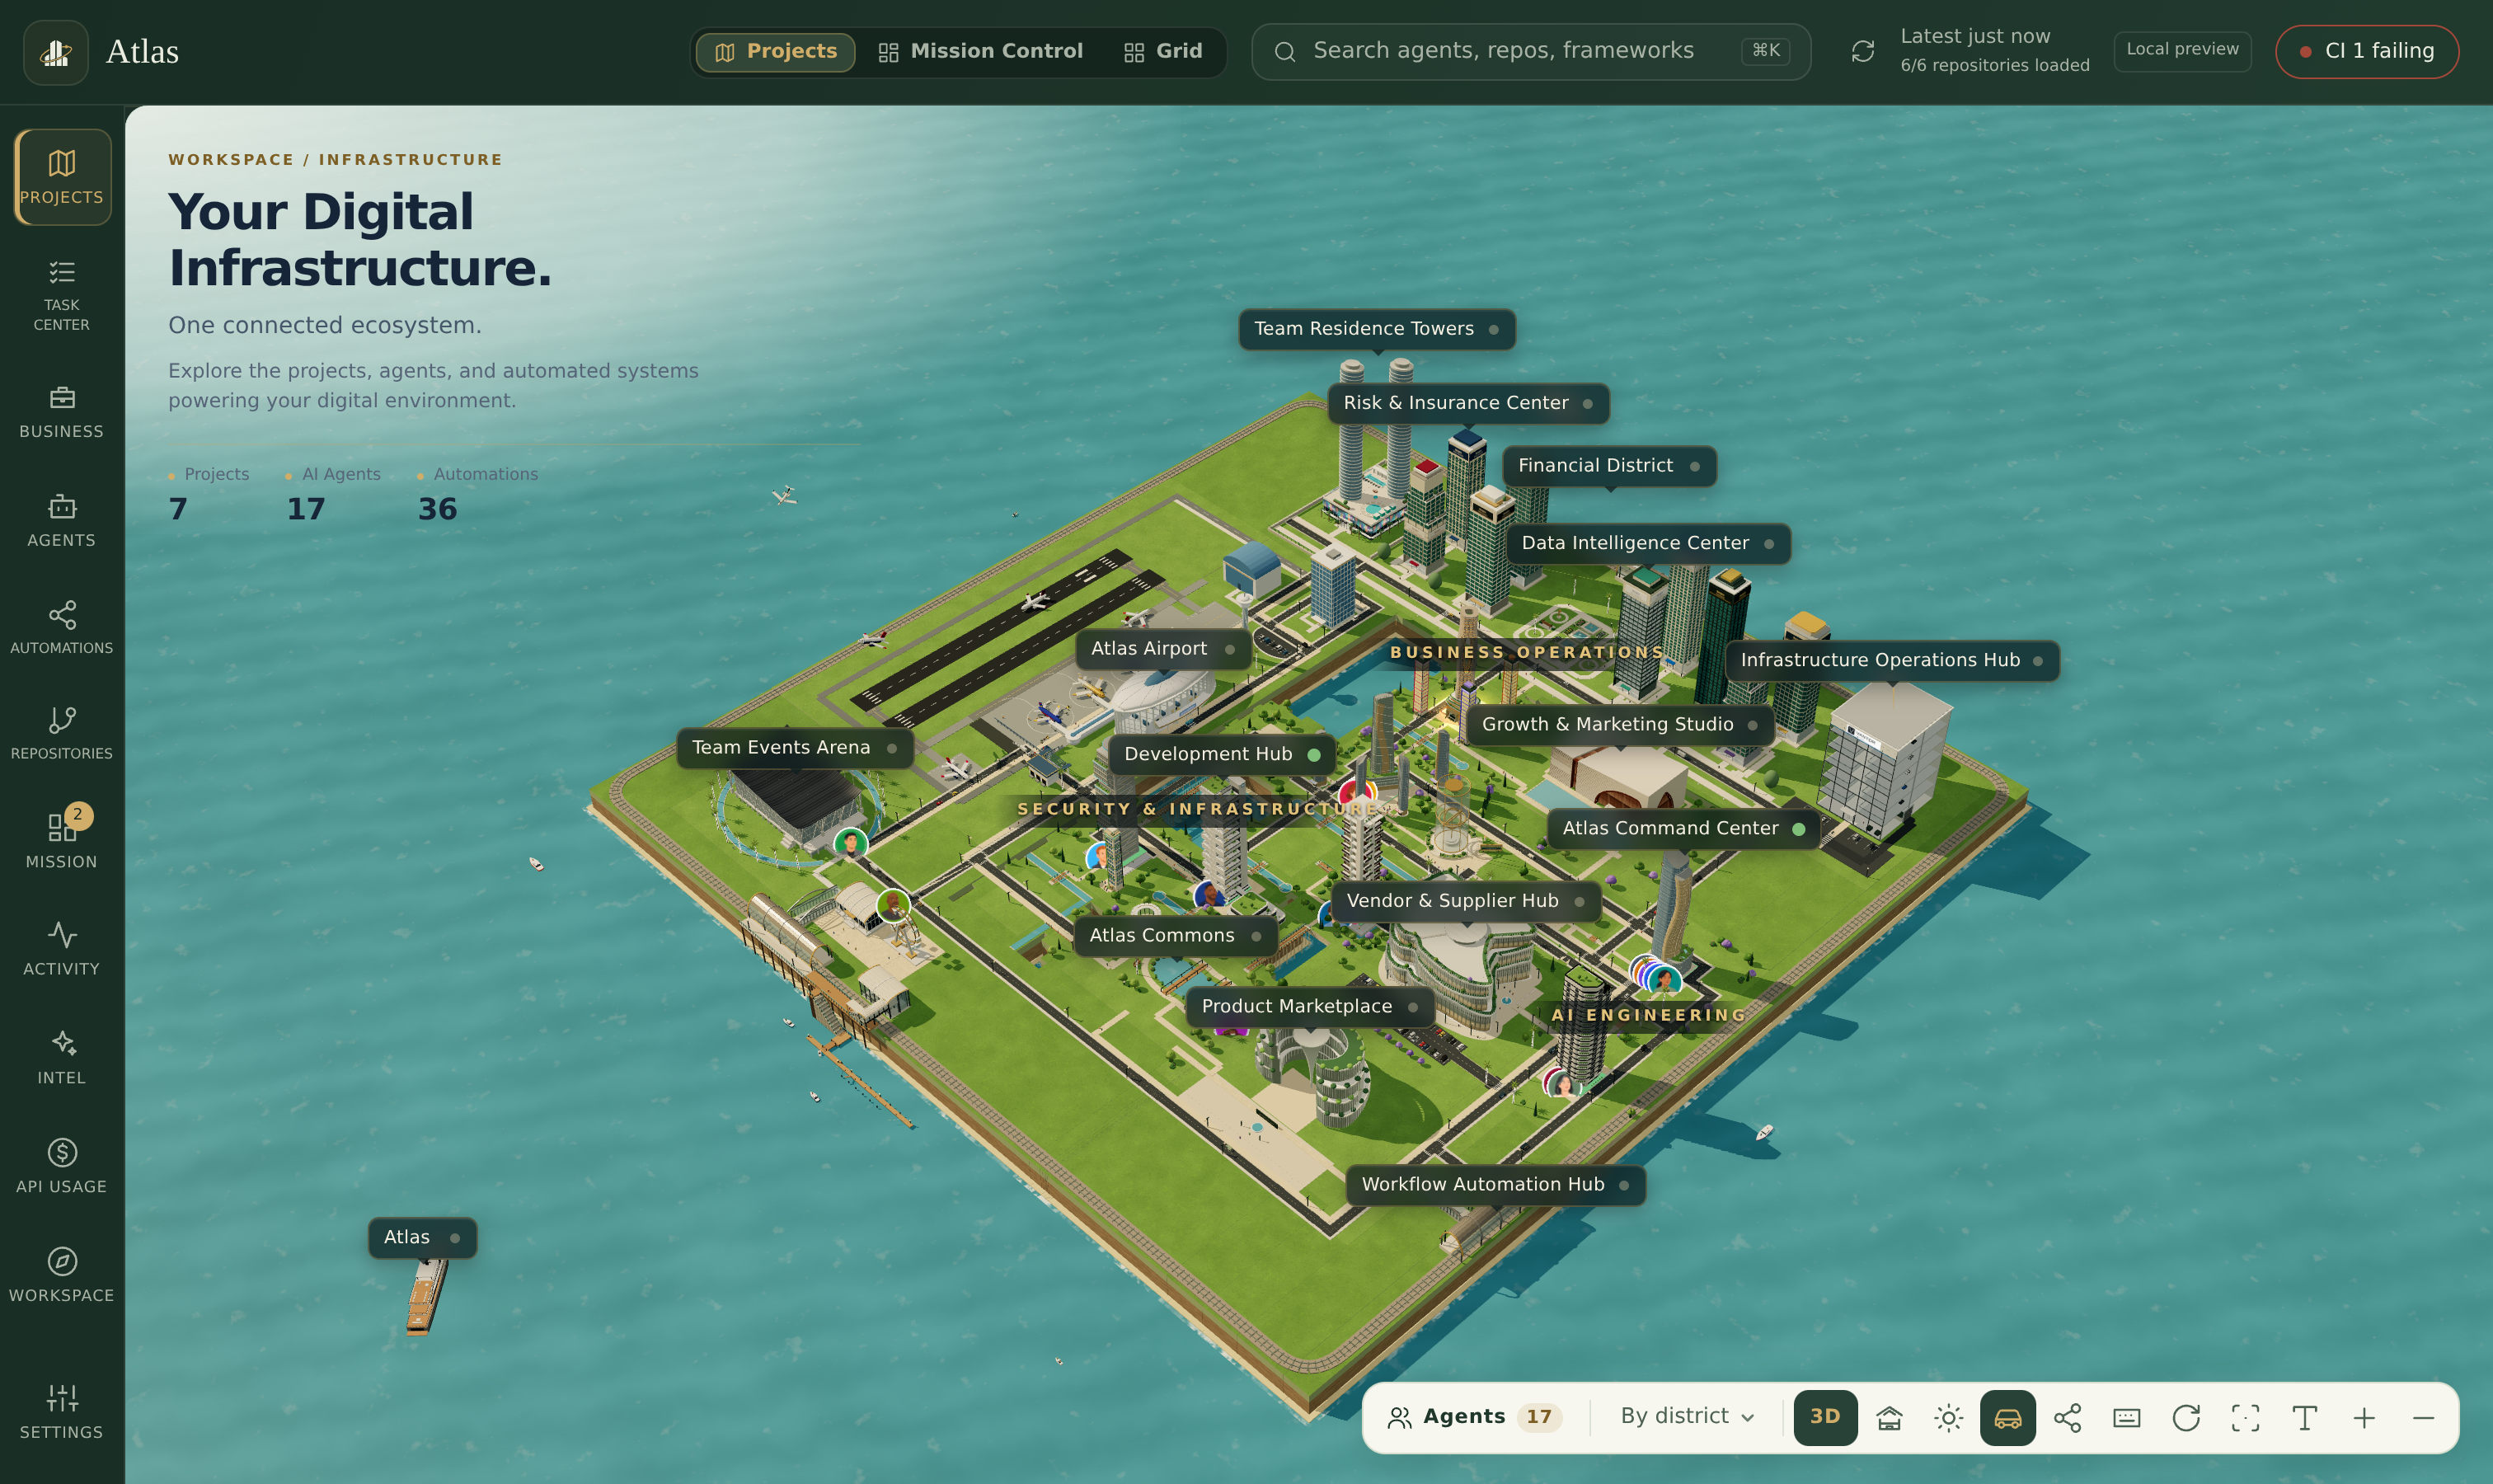 Atlas
Projects
Mission Control
Grid
Search agents, repos, frameworks
⌘K
Latest just now
6/6 repositories loaded
Local preview
CI 1 failing
PROJECTS
TASK
CENTER
BUSINESS
AGENTS
AUTOMATIONS
REPOSITORIES
2
MISSION
ACTIVITY
INTEL
API USAGE
WORKSPACE
SETTINGS
WORKSPACE / INFRASTRUCTURE
Your Digital
Infrastructure.
One connected ecosystem.
Explore the projects, agents, and automated systems
powering your digital environment.
Projects
7
AI Agents
17
Automations
36
Team Residence Towers
Risk & Insurance Center
Financial District
Data Intelligence Center
Atlas Airport
BUSINESS OPERATIONS
Infrastructure Operations Hub
Growth & Marketing Studio
Team Events Arena
Development Hub
SECURITY & INFRASTRUCTURE
Atlas Command Center
Vendor & Supplier Hub
Atlas Commons
Product Marketplace
AI ENGINEERING
Workflow Automation Hub
Atlas
Agents 17
By district
3D